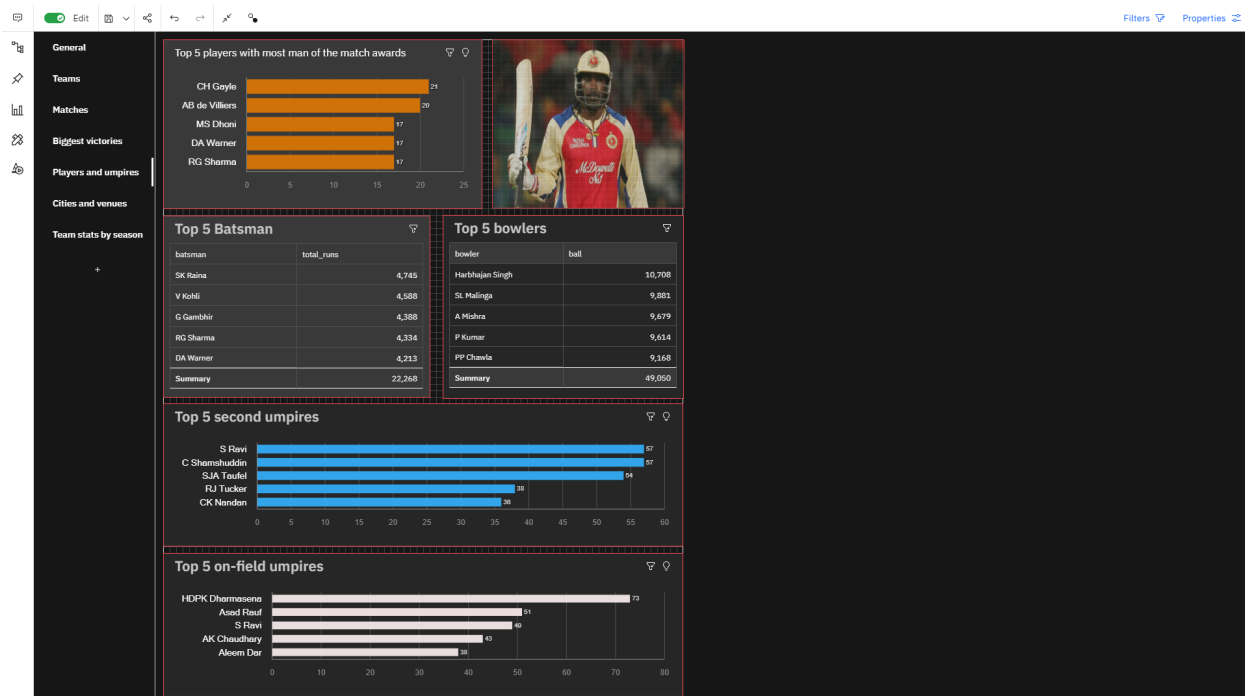 Edit
Filters
Properties
General
Teams
Matches
Biggest victories
Players and umpires
Cities and venues
Team stats by season
+
Top 5 players with most man of the match awards
CH Gayle 21
AB de Villiers 20
MS Dhoni 17
DA Warner 17
RG Sharma 17
0 5 10 15 20 25
McDowell's
No1
Top 5 Batsman
batsman total_runs
SK Raina 4,745
V Kohli 4,588
G Gambhir 4,388
RG Sharma 4,334
DA Warner 4,213
Summary 22,268
Top 5 bowlers
bowler ball
Harbhajan Singh 10,708
SL Malinga 9,881
A Mishra 9,679
P Kumar 9,614
PP Chawla 9,168
Summary 49,050
Top 5 second umpires
S Ravi 57
C Shamshuddin 57
SJA Taufel 54
RJ Tucker 38
CK Nandan 36
0 5 10 15 20 25 30 35 40 45 50 55 60
Top 5 on-field umpires
HDPK Dharmasena 73
Asad Rauf 51
S Ravi 49
AK Chaudhary 43
Aleem Dar 38
0 10 20 30 40 50 60 70 80